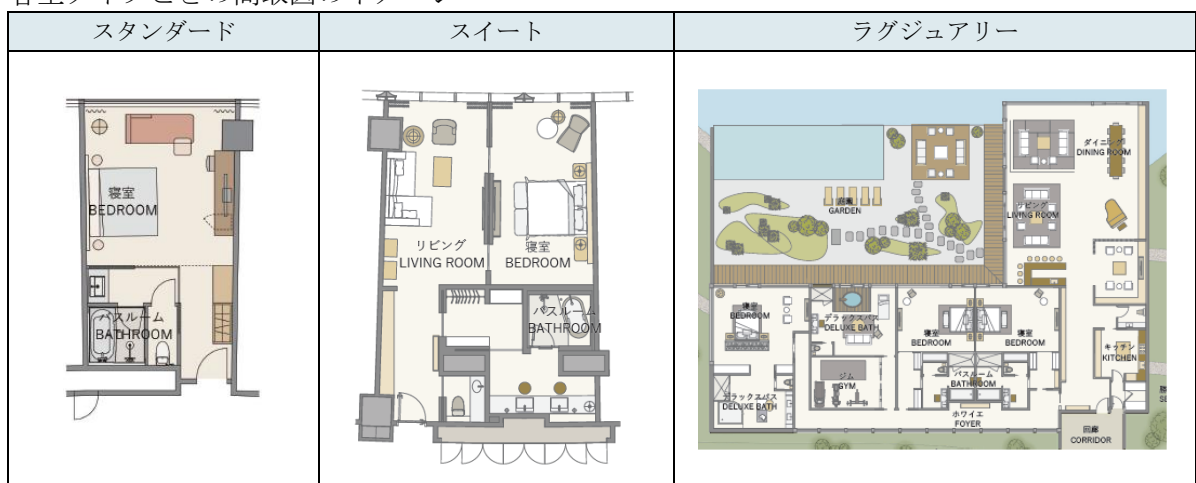 スタンダード
スイート
ラグジュアリー
寝室
BEDROOM
バスルーム
BATHROOM
リビング
LIVING ROOM
寝室
BEDROOM
バスルーム
BATHROOM
ダイニング
DINING ROOM
リビング
LIVING ROOM
庭園
GARDEN
寝室
BEDROOM
デラックスバス
DELUXE BATH
寝室
BEDROOM
寝室
BEDROOM
キッチン
KITCHEN
ジム
GYM
バスルーム
BATHROOM
デラックスバス
DELUXE BATH
ホワイエ
FOYER
回廊
CORRIDOR